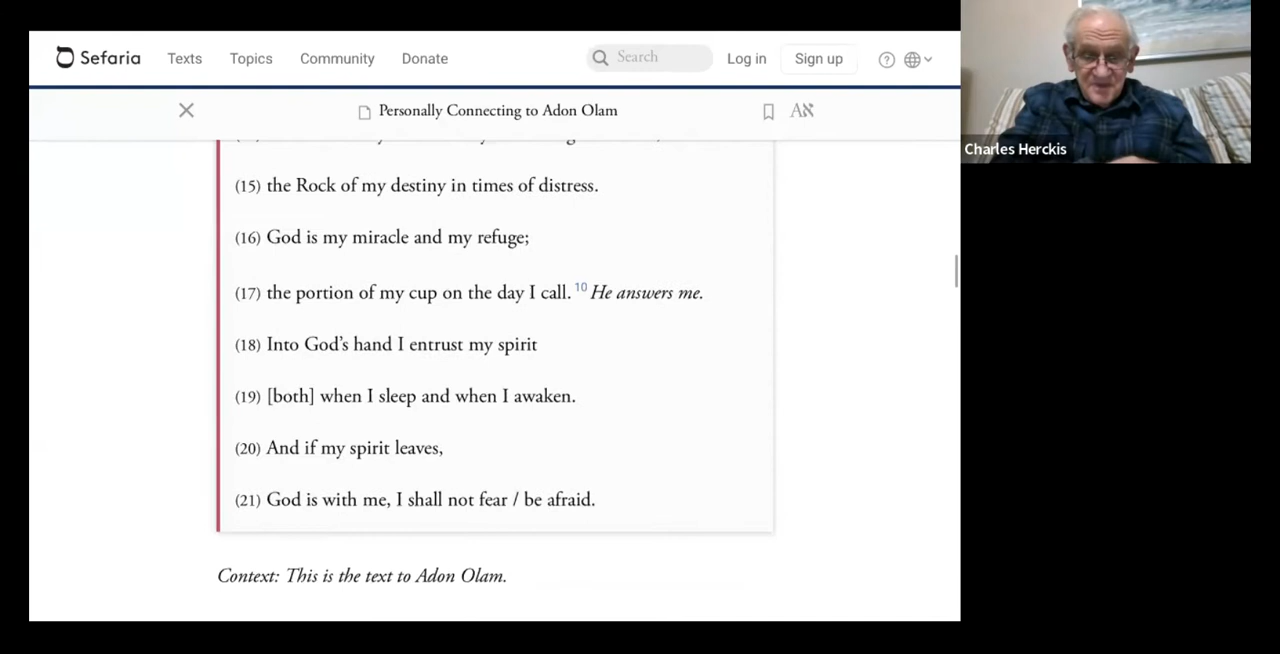 Sefaria Texts Topics Community Donate Search Log in Sign up
Personally Connecting to Adon Olam Aא
(15) the Rock of my destiny in times of distress.
(16) God is my miracle and my refuge;
(17) the portion of my cup on the day I call.10 He answers me.
(18) Into God's hand I entrust my spirit
(19) [both] when I sleep and when I awaken.
(20) And if my spirit leaves,
(21) God is with me, I shall not fear / be afraid.
Context: This is the text to Adon Olam.
Charles Herckis